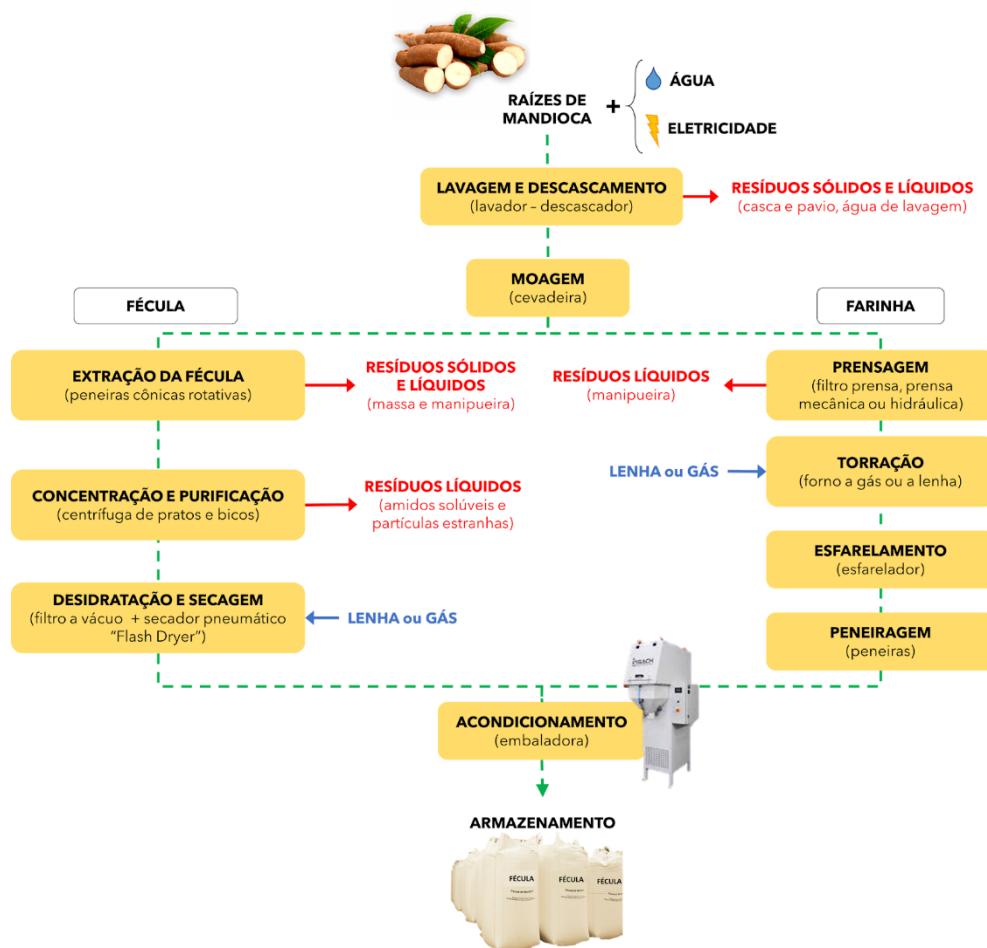 RAÍZES DE
MANDIOCA
+
ÁGUA
ELETRICIDADE
LAVAGEM E DESCASCAMENTO
(lavador – descascador)
RESÍDUOS SÓLIDOS E LÍQUIDOS
(casca e pavio, água de lavagem)
MOAGEM
(cevadeira)
FÉCULA
FARINHA
EXTRAÇÃO DA FÉCULA
(peneiras cônicas rotativas)
RESÍDUOS SÓLIDOS
E LÍQUIDOS
(massa e manipueira)
RESÍDUOS LÍQUIDOS
(manipueira)
PRENSAGEM
(filtro prensa, prensa
mecânica ou hidráulica)
CONCENTRAÇÃO E PURIFICAÇÃO
(centrífuga de pratos e bicos)
RESÍDUOS LÍQUIDOS
(amidos solúveis e
partículas estranhas)
LENHA ou GÁS
TORRAÇÃO
(forno a gás ou a lenha)
ESFARELAMENTO
(esfarelador)
DESIDRATAÇÃO E SECAGEM
(filtro a vácuo + secador pneumático
“Flash Dryer”)
LENHA ou GÁS
PENEIRAGEM
(peneiras)
ACONDICIONAMENTO
(embaladora)
ARMAZENAMENTO
FÉCULA
FÉCULA
FÉCULA